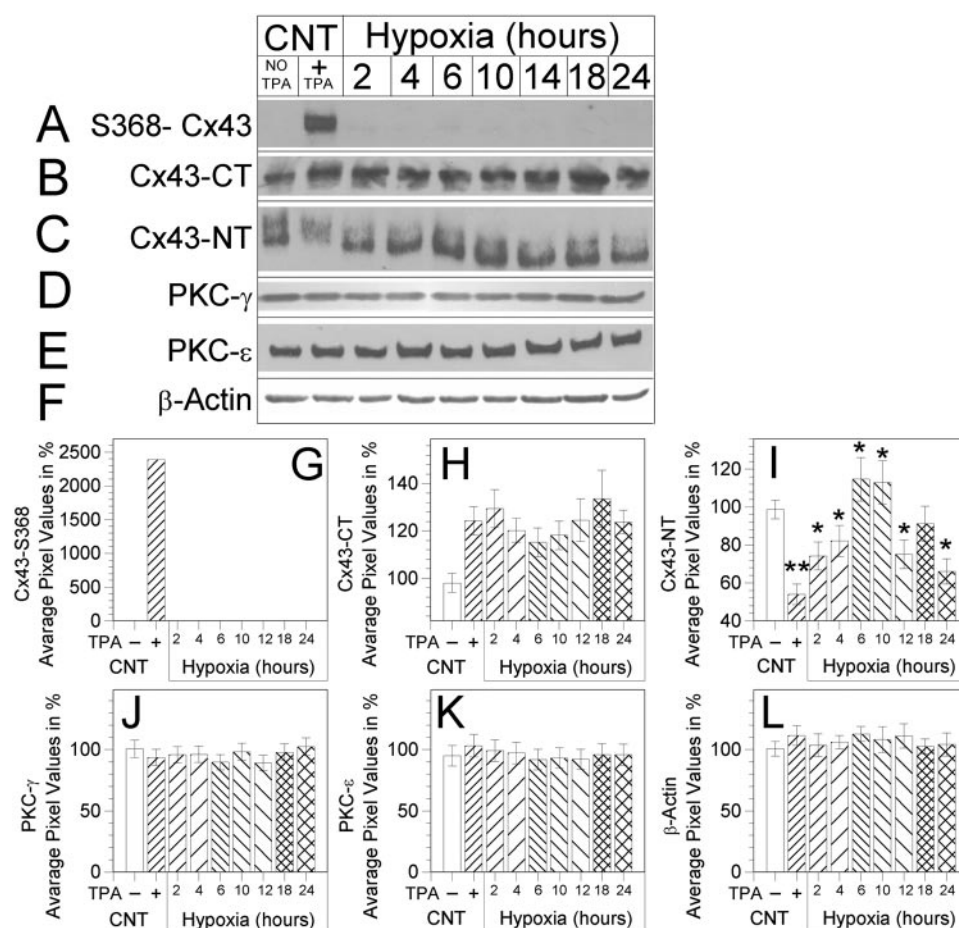 CNT Hypoxia (hours)
NO TPA + TPA 2 4 6 10 14 18 24
A S368- Cx43
B Cx43-CT
C Cx43-NT
D PKC-γ
E PKC-ε
F β-Actin
G
Cx43-S368
Avarage Pixel Values in %
2500
2000
1500
1000
500
0
TPA − + 2 4 6 10 12 18 24
CNT Hypoxia (hours)
H
Cx43-CT
Avarage Pixel Values in %
140
120
100
TPA − + 2 4 6 10 12 18 24
CNT Hypoxia (hours)
I
Cx43-NT
Avarage Pixel Values in %
120
100
80
60
40
** * * * * * *
TPA − + 2 4 6 10 12 18 24
CNT Hypoxia (hours)
J
PKC-γ
Avarage Pixel Values in %
100
50
0
TPA − + 2 4 6 10 12 18 24
CNT Hypoxia (hours)
K
PKC-ε
Avarage Pixel Values in %
100
50
0
TPA − + 2 4 6 10 12 18 24
CNT Hypoxia (hours)
L
β-Actin
Avarage Pixel Values in %
100
50
0
TPA − + 2 4 6 10 12 18 24
CNT Hypoxia (hours)